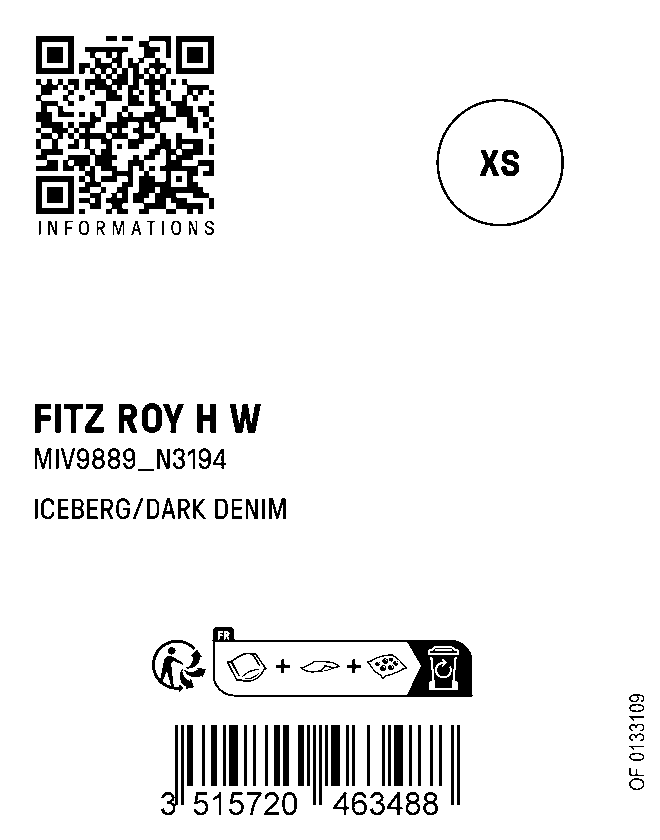 INFORMATIONS
XS
FITZ ROY H W
MIV9889_N3194
ICEBERG/DARK DENIM
FR
3 515720 463488
OF 0133109